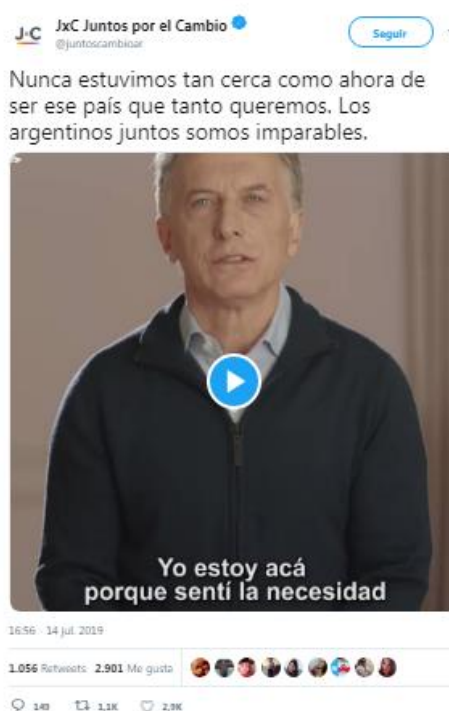 J×C
JxC Juntos por el Cambio
@juntoscambioar
Seguir
Nunca estuvimos tan cerca como ahora de
ser ese país que tanto queremos. Los
argentinos juntos somos imparables.
Yo estoy acá
porque sentí la necesidad
16:56 - 14 jul. 2019
1.056 Retweets 2.901 Me gusta
149 1,1K 2,9K